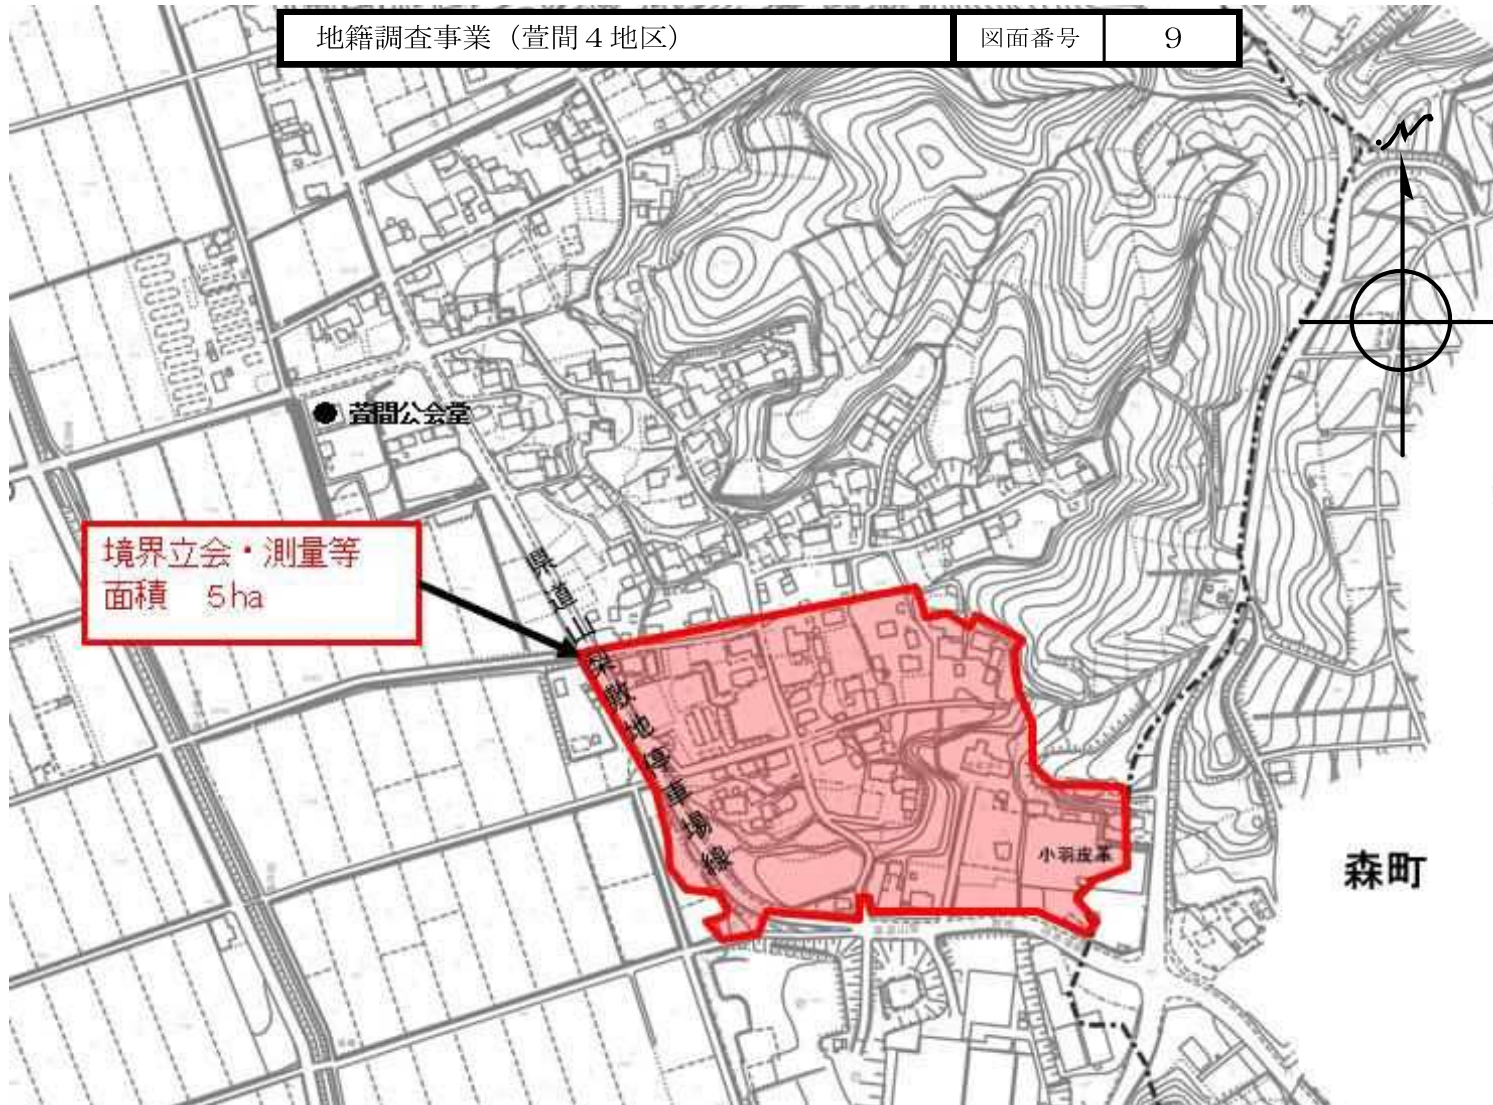 地籍調査事業（萱間４地区）
図面番号
９
萱間公会堂
境界立会・測量等
面積　５ha
県道山梨敷地停車場線
小羽皮革
森町